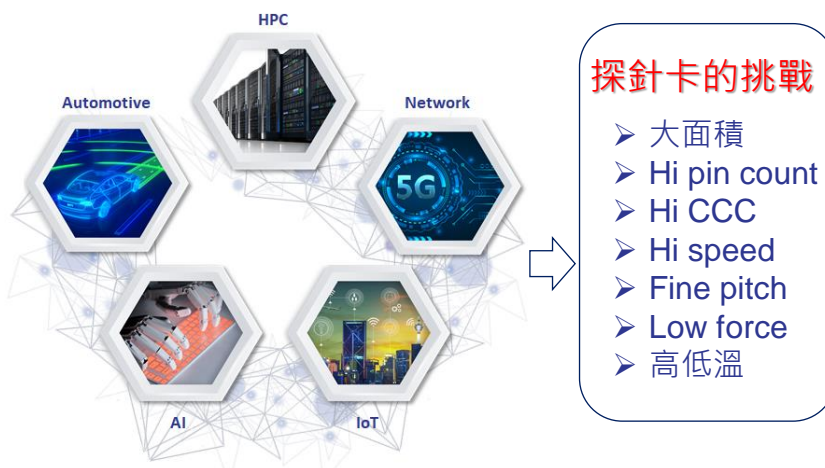 HPC
Automotive
Network
5G
AI
IoT
探針卡的挑戰
➢ 大面積
➢ Hi pin count
➢ Hi CCC
➢ Hi speed
➢ Fine pitch
➢ Low force
➢ 高低溫